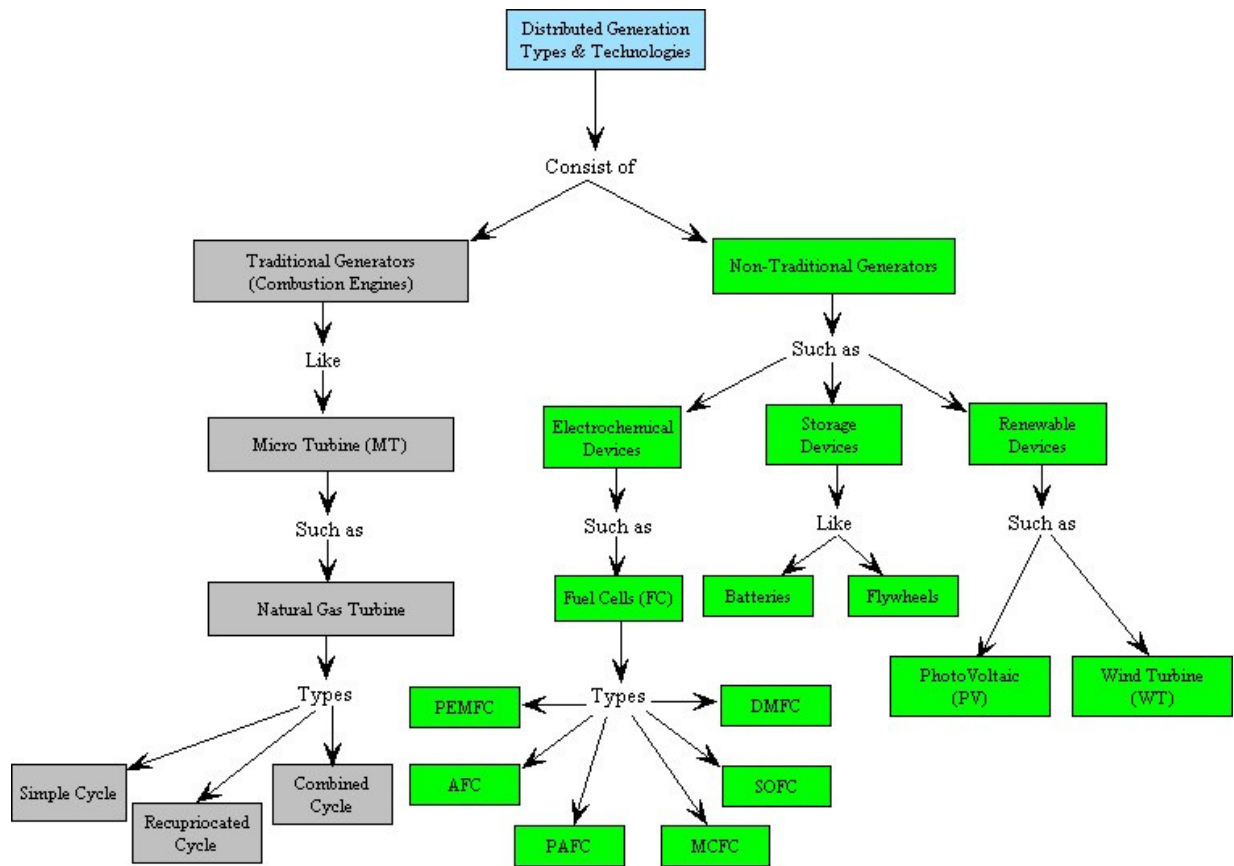 Distributed Generation
Types & Technologies
Consist of
Traditional Generators
(Combustion Engines)
Non-Traditional Generators
Like
Such as
Micro Turbine (MT)
Electrochemical
Devices
Storage
Devices
Renewable
Devices
Such as
Such as
Like
Such as
Natural Gas Turbine
Fuel Cells (FC)
Batteries
Flywheels
PhotoVoltaic
(PV)
Wind Turbine
(WT)
Types
Types
PEMFC
DMFC
Simple Cycle
Recupriocated
Cycle
Combined
Cycle
AFC
SOFC
PAFC
MCFC